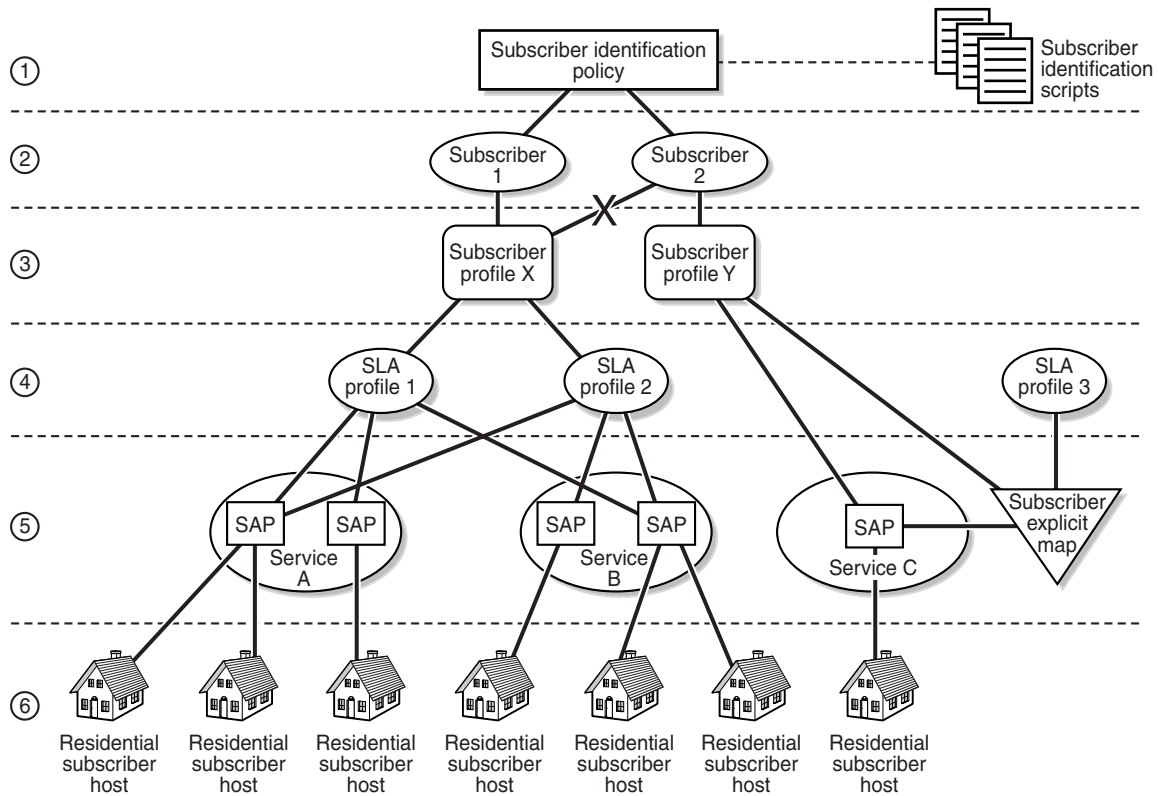 ①
Subscriber identification
policy
Subscriber
identification
scripts
②
Subscriber
1
Subscriber
2
X
③
Subscriber
profile X
Subscriber
profile Y
④
SLA
profile 1
SLA
profile 2
SLA
profile 3
⑤
SAP
SAP
Service
A
SAP
SAP
Service
B
SAP
Service C
Subscriber
explicit
map
⑥
Residential
subscriber
host
Residential
subscriber
host
Residential
subscriber
host
Residential
subscriber
host
Residential
subscriber
host
Residential
subscriber
host
Residential
subscriber
host